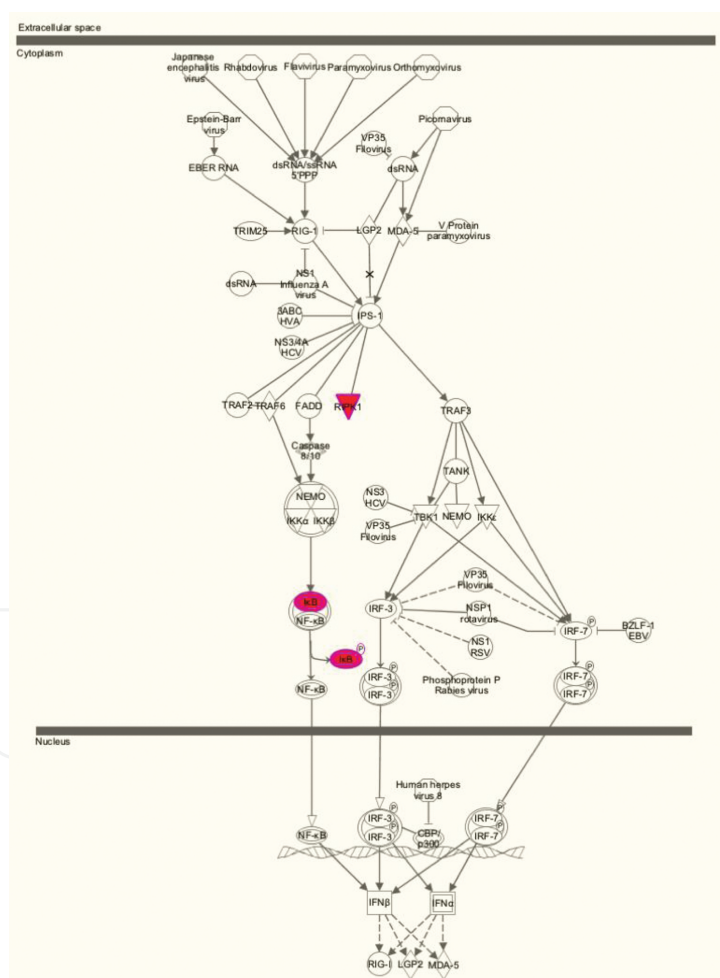 Extracellular space
Cytoplasm
Japanese
encephalitis
virus
Rhabdovirus
Flavivirus
Paramyxovirus
Orthomyxovirus
Epstein-Barr
virus
Picornavirus
VP35
Filovirus
EBER RNA
dsRNA/ssRNA
5'PPP
dsRNA
TRIM25
RIG-1
LGP2
MDA-5
V Protein
paramyxovirus
dsRNA
NS1
Influenza A
virus
3ABC
HVA
IPS-1
NS3/4A
HCV
TRAF2
TRAF6
FADD
RIPK1
TRAF3
Caspase
8/10
TANK
NEMO
IKKα IKKβ
NS3
HCV
TBK1
NEMO
IKKε
VP35
Filovirus
IκB
NF-κB
VP35
Filovirus
IRF-3
NSP1
rotavirus
P
IRF-7
BZLF-1
EBV
NS1
RSV
P
IκB
NF-κB
P
IRF-3
P
IRF-3
Phosphoprotein P
Rabies virus
P
IRF-7
P
IRF-7
Nucleus
Human herpes
virus 8
NF-κB
P
IRF-3
P
IRF-3
CBP/
p300
P
IRF-7
P
IRF-7
IFNβ
IFNα
RIG-I
LGP2
MDA-5